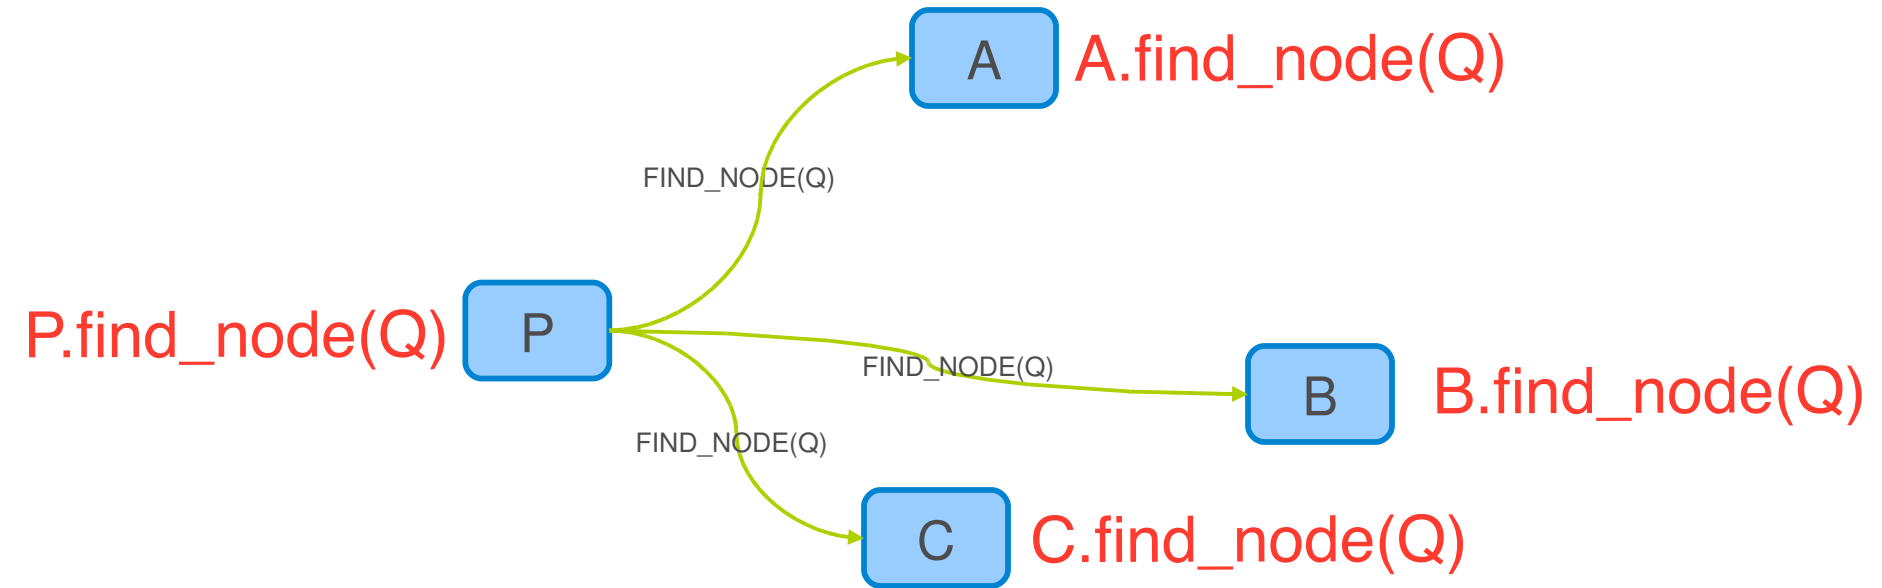 A
A.find_node(Q)
FIND_NODE(Q)
P.find_node(Q)
P
FIND_NODE(Q)
B
B.find_node(Q)
FIND_NODE(Q)
C
C.find_node(Q)